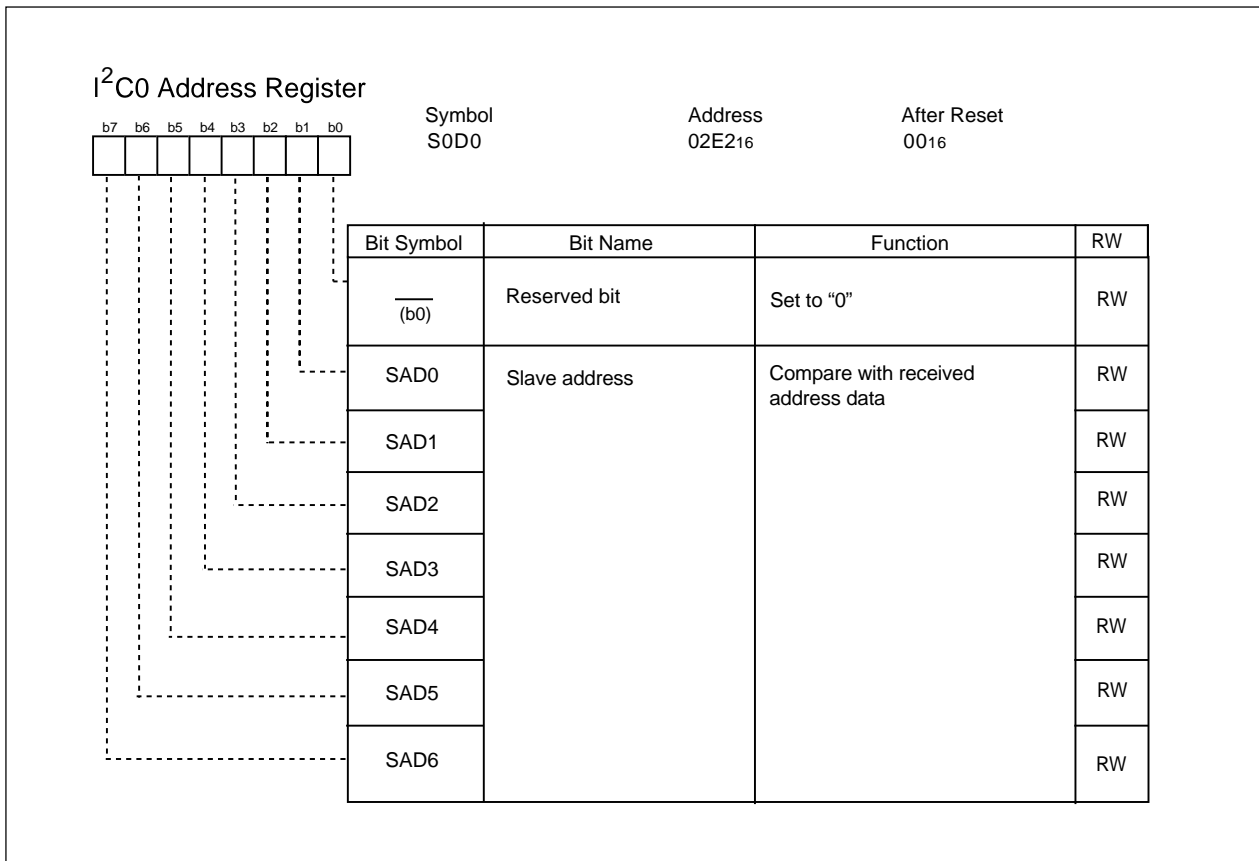 I²C0 Address Register
Symbol Address After Reset
b7 b6 b5 b4 b3 b2 b1 b0
S0D0 02E216 0016
Bit Symbol Bit Name Function RW
(b0) Reserved bit Set to “0” RW
SAD0 Slave address Compare with received address data RW
SAD1 RW
SAD2 RW
SAD3 RW
SAD4 RW
SAD5 RW
SAD6 RW